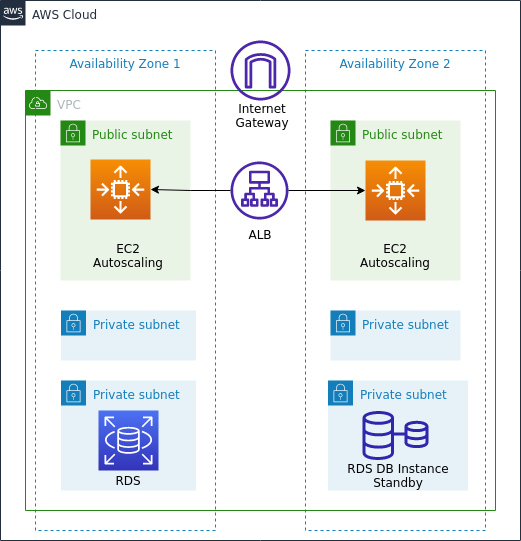 aws
AWS Cloud
Availability Zone 1
Availability Zone 2
Internet
Gateway
VPC
Public subnet
Public subnet
EC2
Autoscaling
ALB
EC2
Autoscaling
Private subnet
Private subnet
Private subnet
Private subnet
RDS
RDS DB Instance
Standby